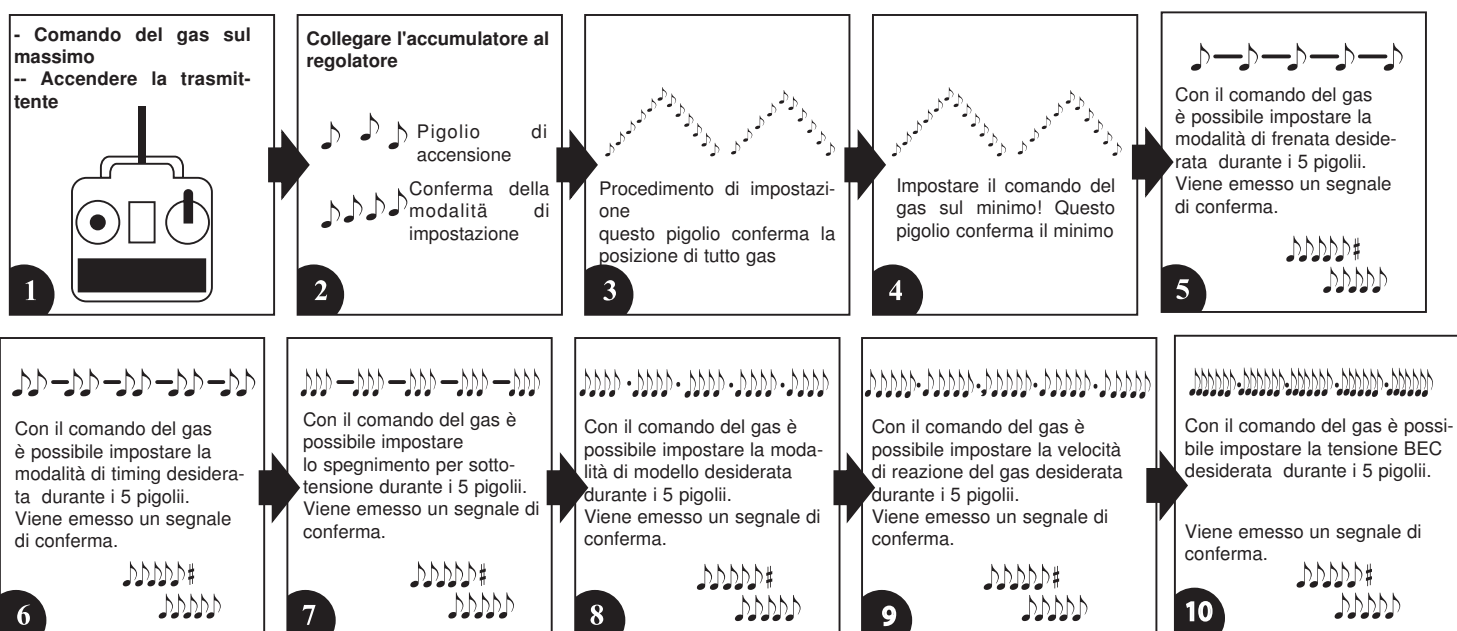 - Comando del gas sul
massimo
-- Accendere la trasmit-
tente
1
Collegare l'accumulatore al
regolatore
Pigolio di
accensione
Conferma della
modalitã di
impostazione
2
Procedimento di impostazi-
one
questo pigolio conferma la
posizione di tutto gas
3
Impostare il comando del
gas sul minimo! Questo
pigolio conferma il minimo
4
Con il comando del gas
è possibile impostare la
modalità di frenata deside-
rata durante i 5 pigolii.
Viene emesso un segnale
di conferma.
5
Con il comando del gas
è possibile impostare la
modalità di timing desidera-
ta durante i 5 pigolii.
Viene emesso un segnale
di conferma.
6
Con il comando del gas è
possibile impostare
lo spegnimento per sotto-
tensione durante i 5 pigolii.
Viene emesso un segnale di
conferma.
7
Con il comando del gas è
possibile impostare la moda-
lità di modello desiderata
durante i 5 pigolii.
Viene emesso un segnale di
conferma.
8
Con il comando del gas è
possibile impostare la velocità
di reazione del gas desiderata
durante i 5 pigolii.
Viene emesso un segnale di
conferma.
9
Con il comando del gas è possi-
bile impostare la tensione BEC
desiderata durante i 5 pigolii.
Viene emesso un segnale di
conferma.
10